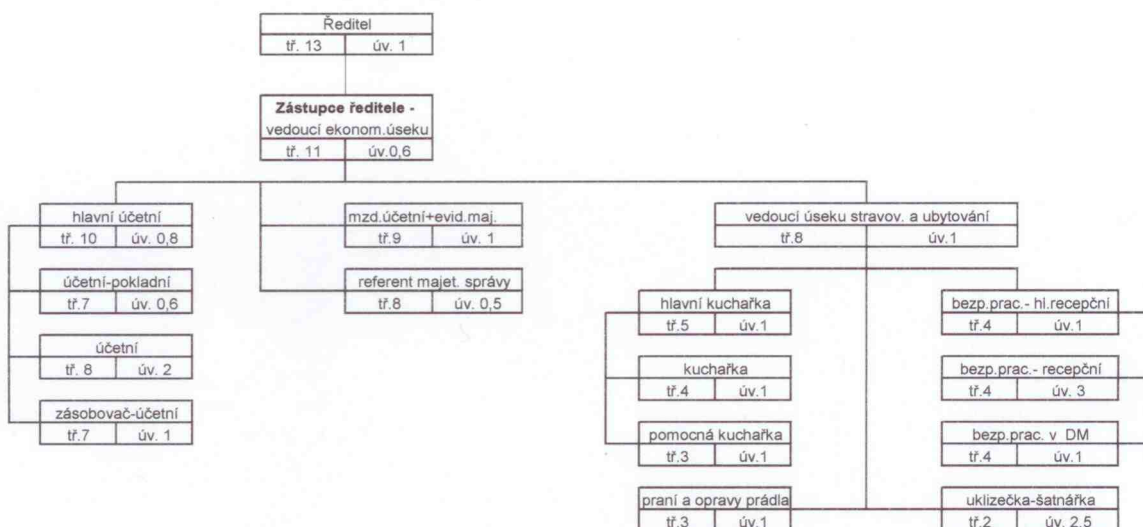 Ředitel
tř. 13 úv. 1
Zástupce ředitele -
vedoucí ekonom.úseku
tř. 11 úv.0,6
hlavní účetní
tř. 10 úv. 0,8
účetní-pokladní
tř.7 úv. 0,6
účetní
tř. 8 úv. 2
zásobovač-účetní
tř.7 úv. 1
mzd.účetní+evid.maj.
tř.9 úv. 1
referent majet. správy
tř.8 úv. 0,5
vedoucí úseku stravov. a ubytování
tř.8 úv.1
hlavní kuchařka
tř.5 úv.1
kuchařka
tř.4 úv.1
pomocná kuchařka
tř.3 úv.1
praní a opravy prádla
tř.3 úv.1
bezp.prac.- hl.recepční
tř.4 úv.1
bezp.prac.- recepční
tř.4 úv. 3
bezp.prac. v DM
tř.4 úv.1
uklizečka-šatnářka
tř.2 úv. 2,5